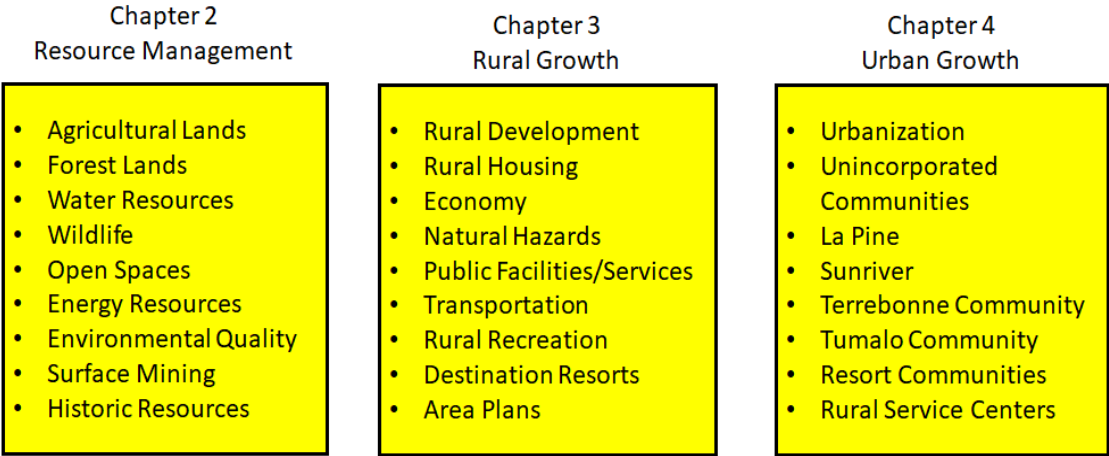 Chapter 2
Resource Management
• Agricultural Lands
• Forest Lands
• Water Resources
• Wildlife
• Open Spaces
• Energy Resources
• Environmental Quality
• Surface Mining
• Historic Resources
Chapter 3
Rural Growth
• Rural Development
• Rural Housing
• Economy
• Natural Hazards
• Public Facilities/Services
• Transportation
• Rural Recreation
• Destination Resorts
• Area Plans
Chapter 4
Urban Growth
• Urbanization
• Unincorporated
Communities
• La Pine
• Sunriver
• Terrebonne Community
• Tumalo Community
• Resort Communities
• Rural Service Centers